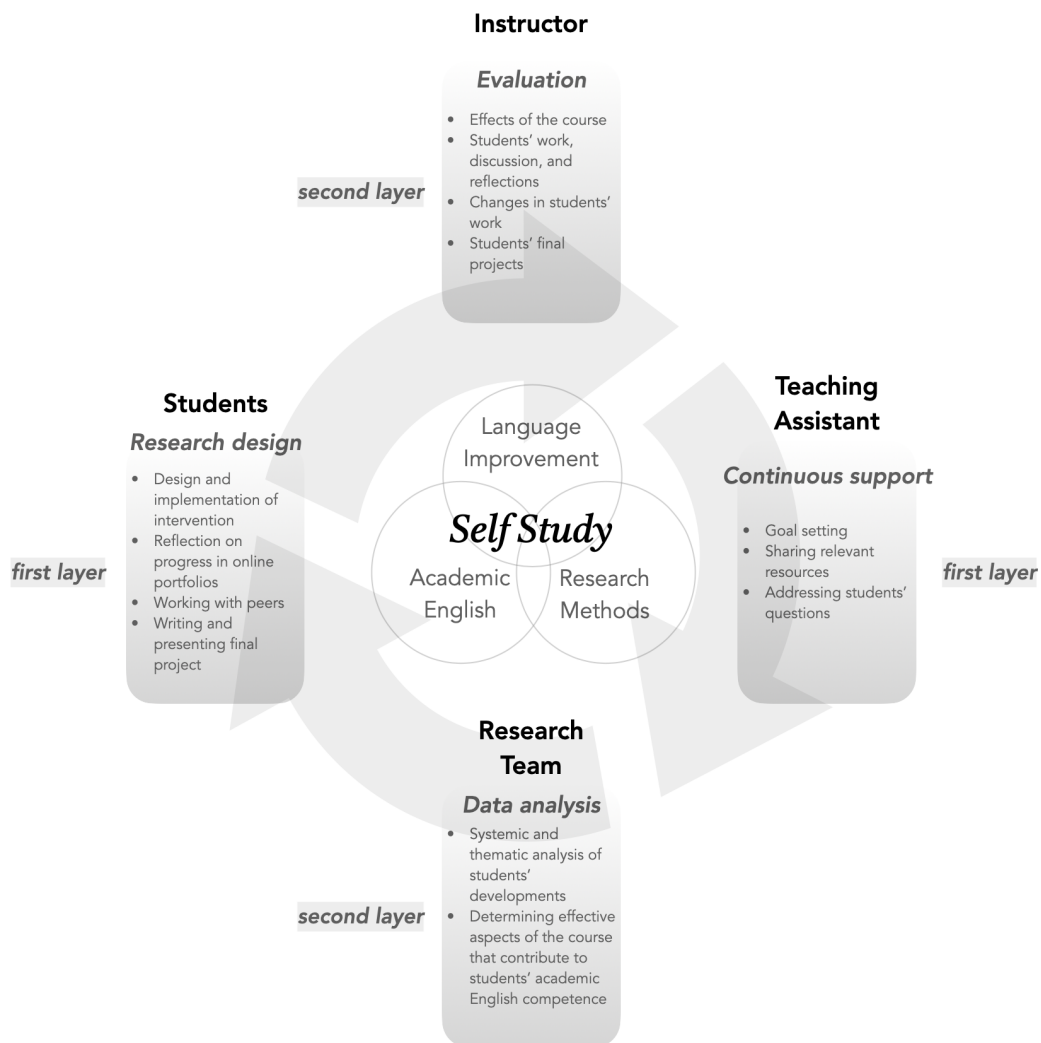 Instructor
Evaluation
• Effects of the course
• Students’ work,
discussion, and
reflections
• Changes in students’
work
• Students’ final
projects
second layer
Students
Research design
• Design and
implementation of
intervention
• Reflection on
progress in online
portfolios
• Working with peers
• Writing and
presenting final
project
first layer
Language
Improvement
Self Study
Academic
English
Research
Methods
Teaching
Assistant
Continuous support
• Goal setting
• Sharing relevant
resources
• Addressing students’
questions
first layer
Research
Team
Data analysis
• Systemic and
thematic analysis of
students’
developments
• Determining effective
aspects of the course
that contribute to
students’ academic
English competence
second layer